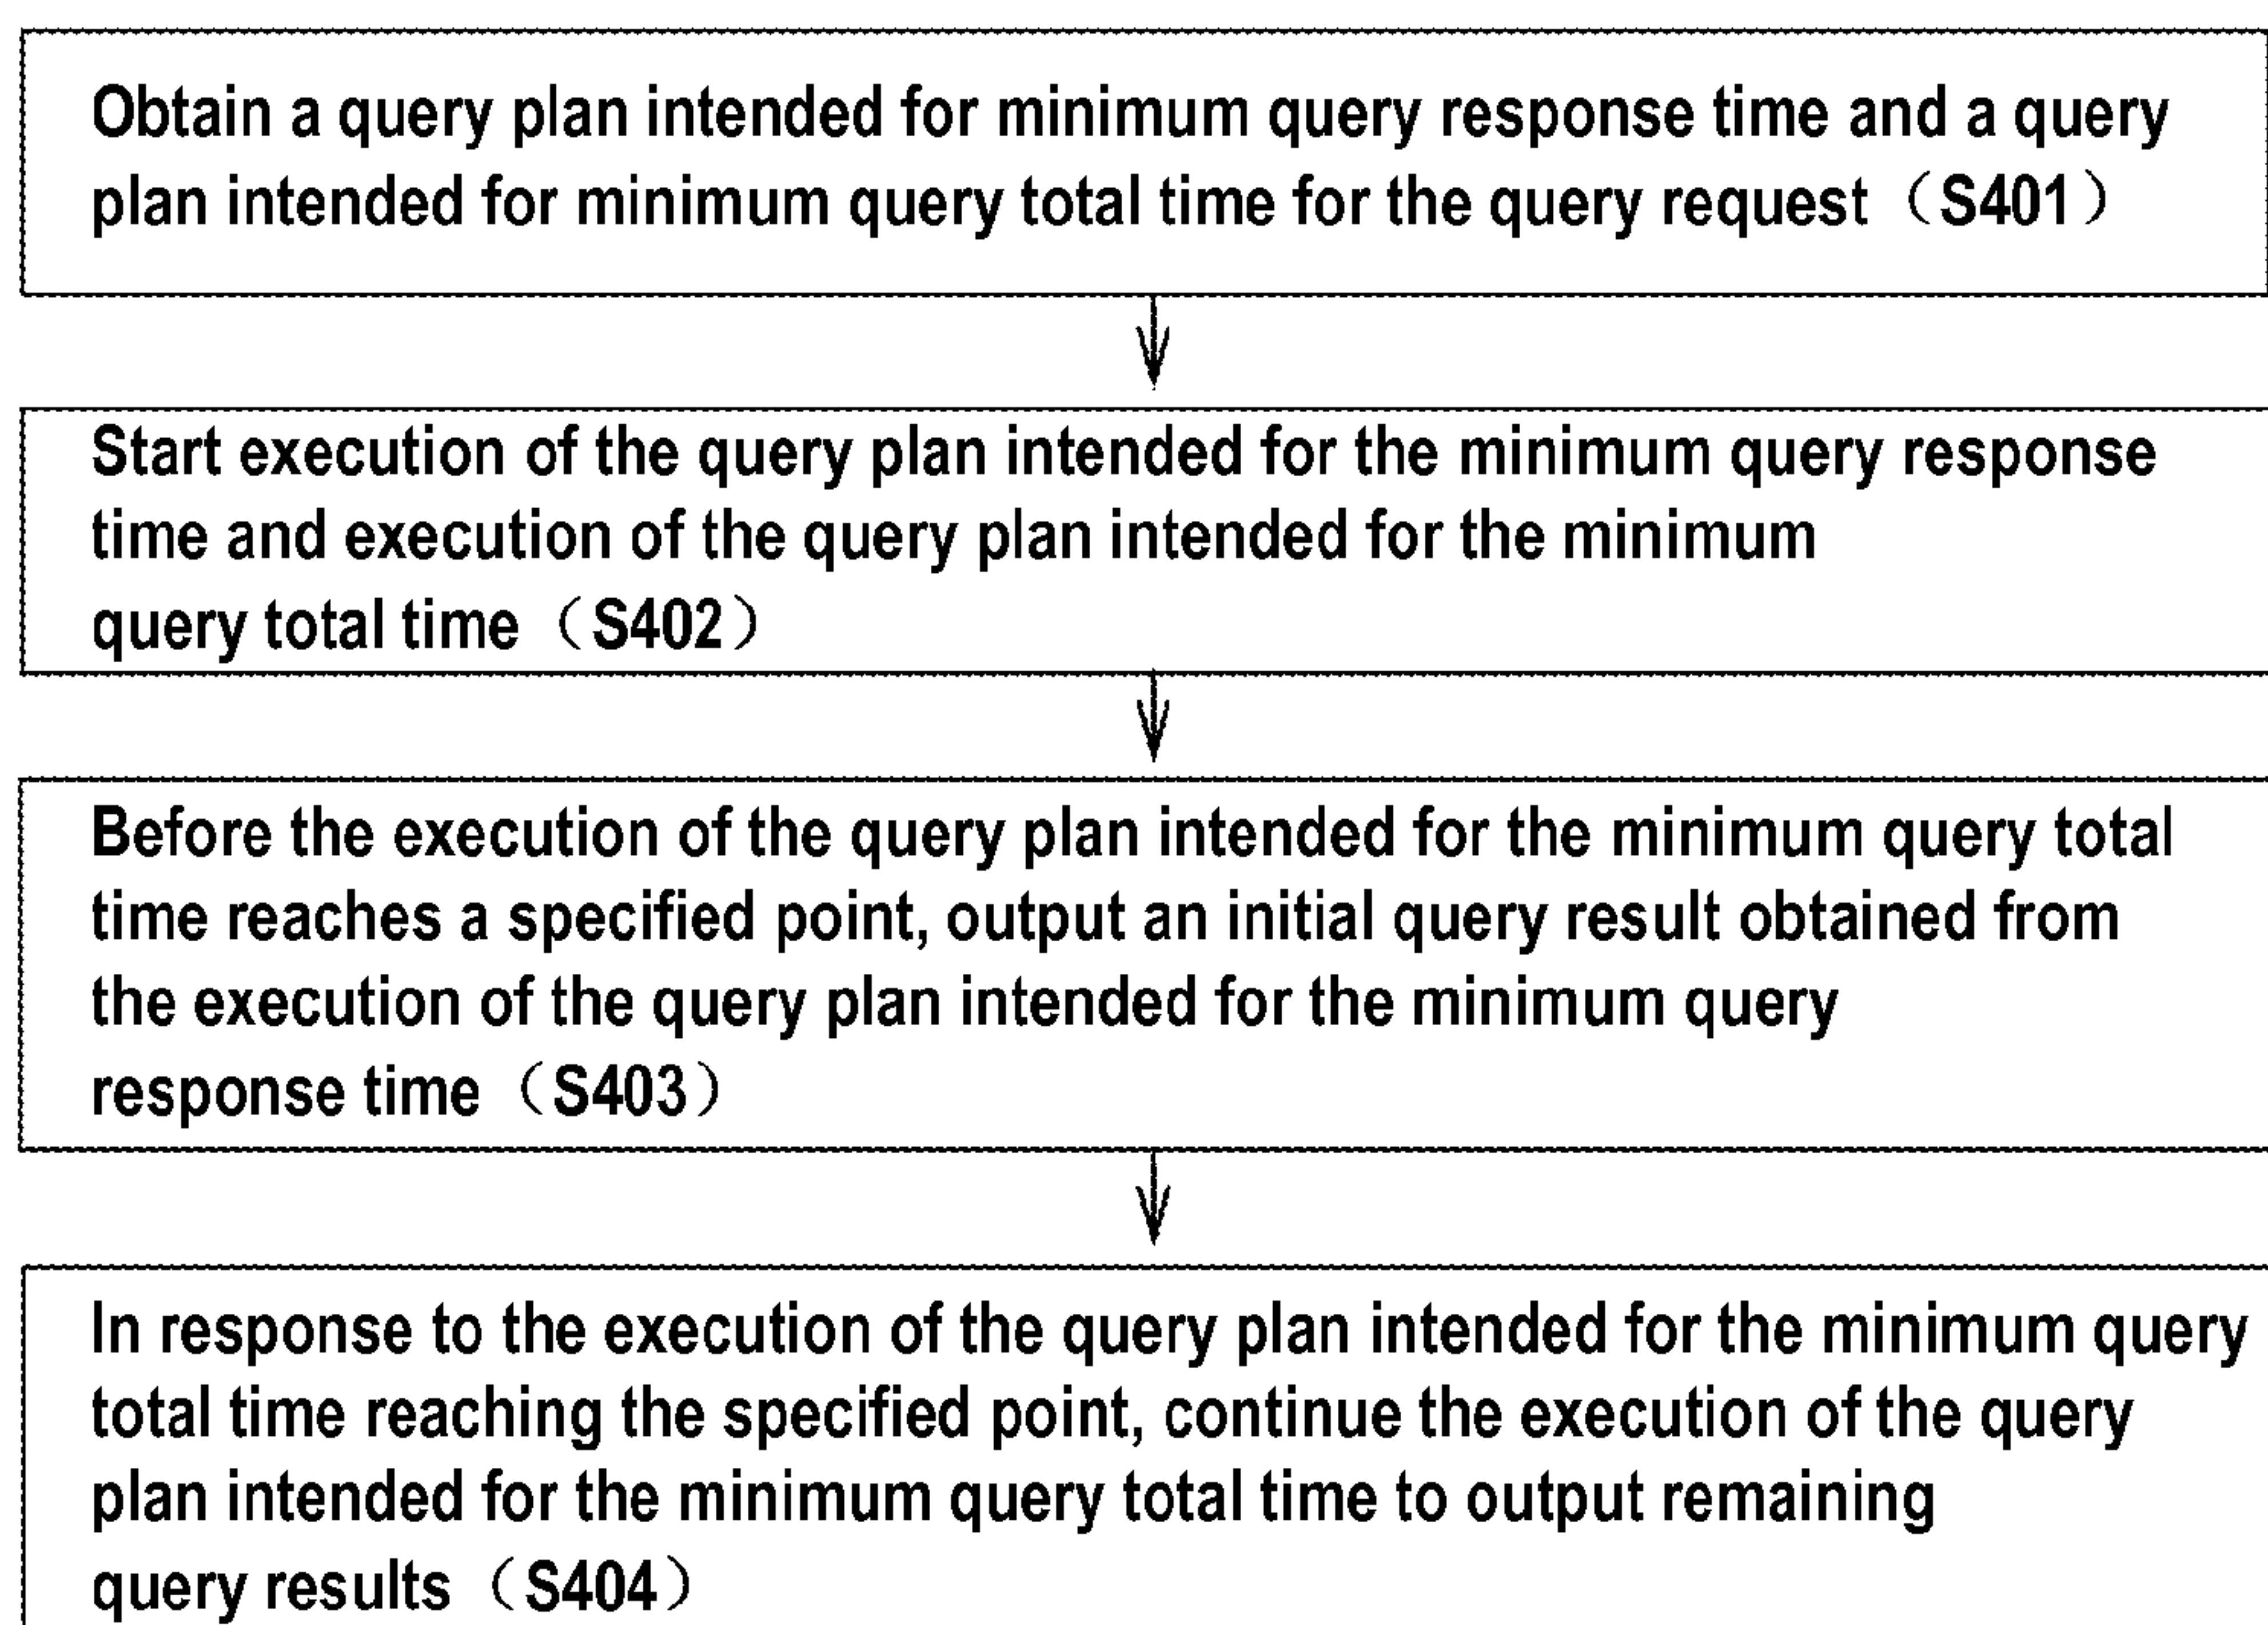 Obtain a query plan intended for minimum query response time and a query
plan intended for minimum query total time for the query request（S401）
Start execution of the query plan intended for the minimum query response
time and execution of the query plan intended for the minimum
query total time（S402）
Before the execution of the query plan intended for the minimum query total
time reaches a specified point, output an initial query result obtained from
the execution of the query plan intended for the minimum query
response time（S403）
In response to the execution of the query plan intended for the minimum query
total time reaching the specified point, continue the execution of the query
plan intended for the minimum query total time to output remaining
query results（S404）